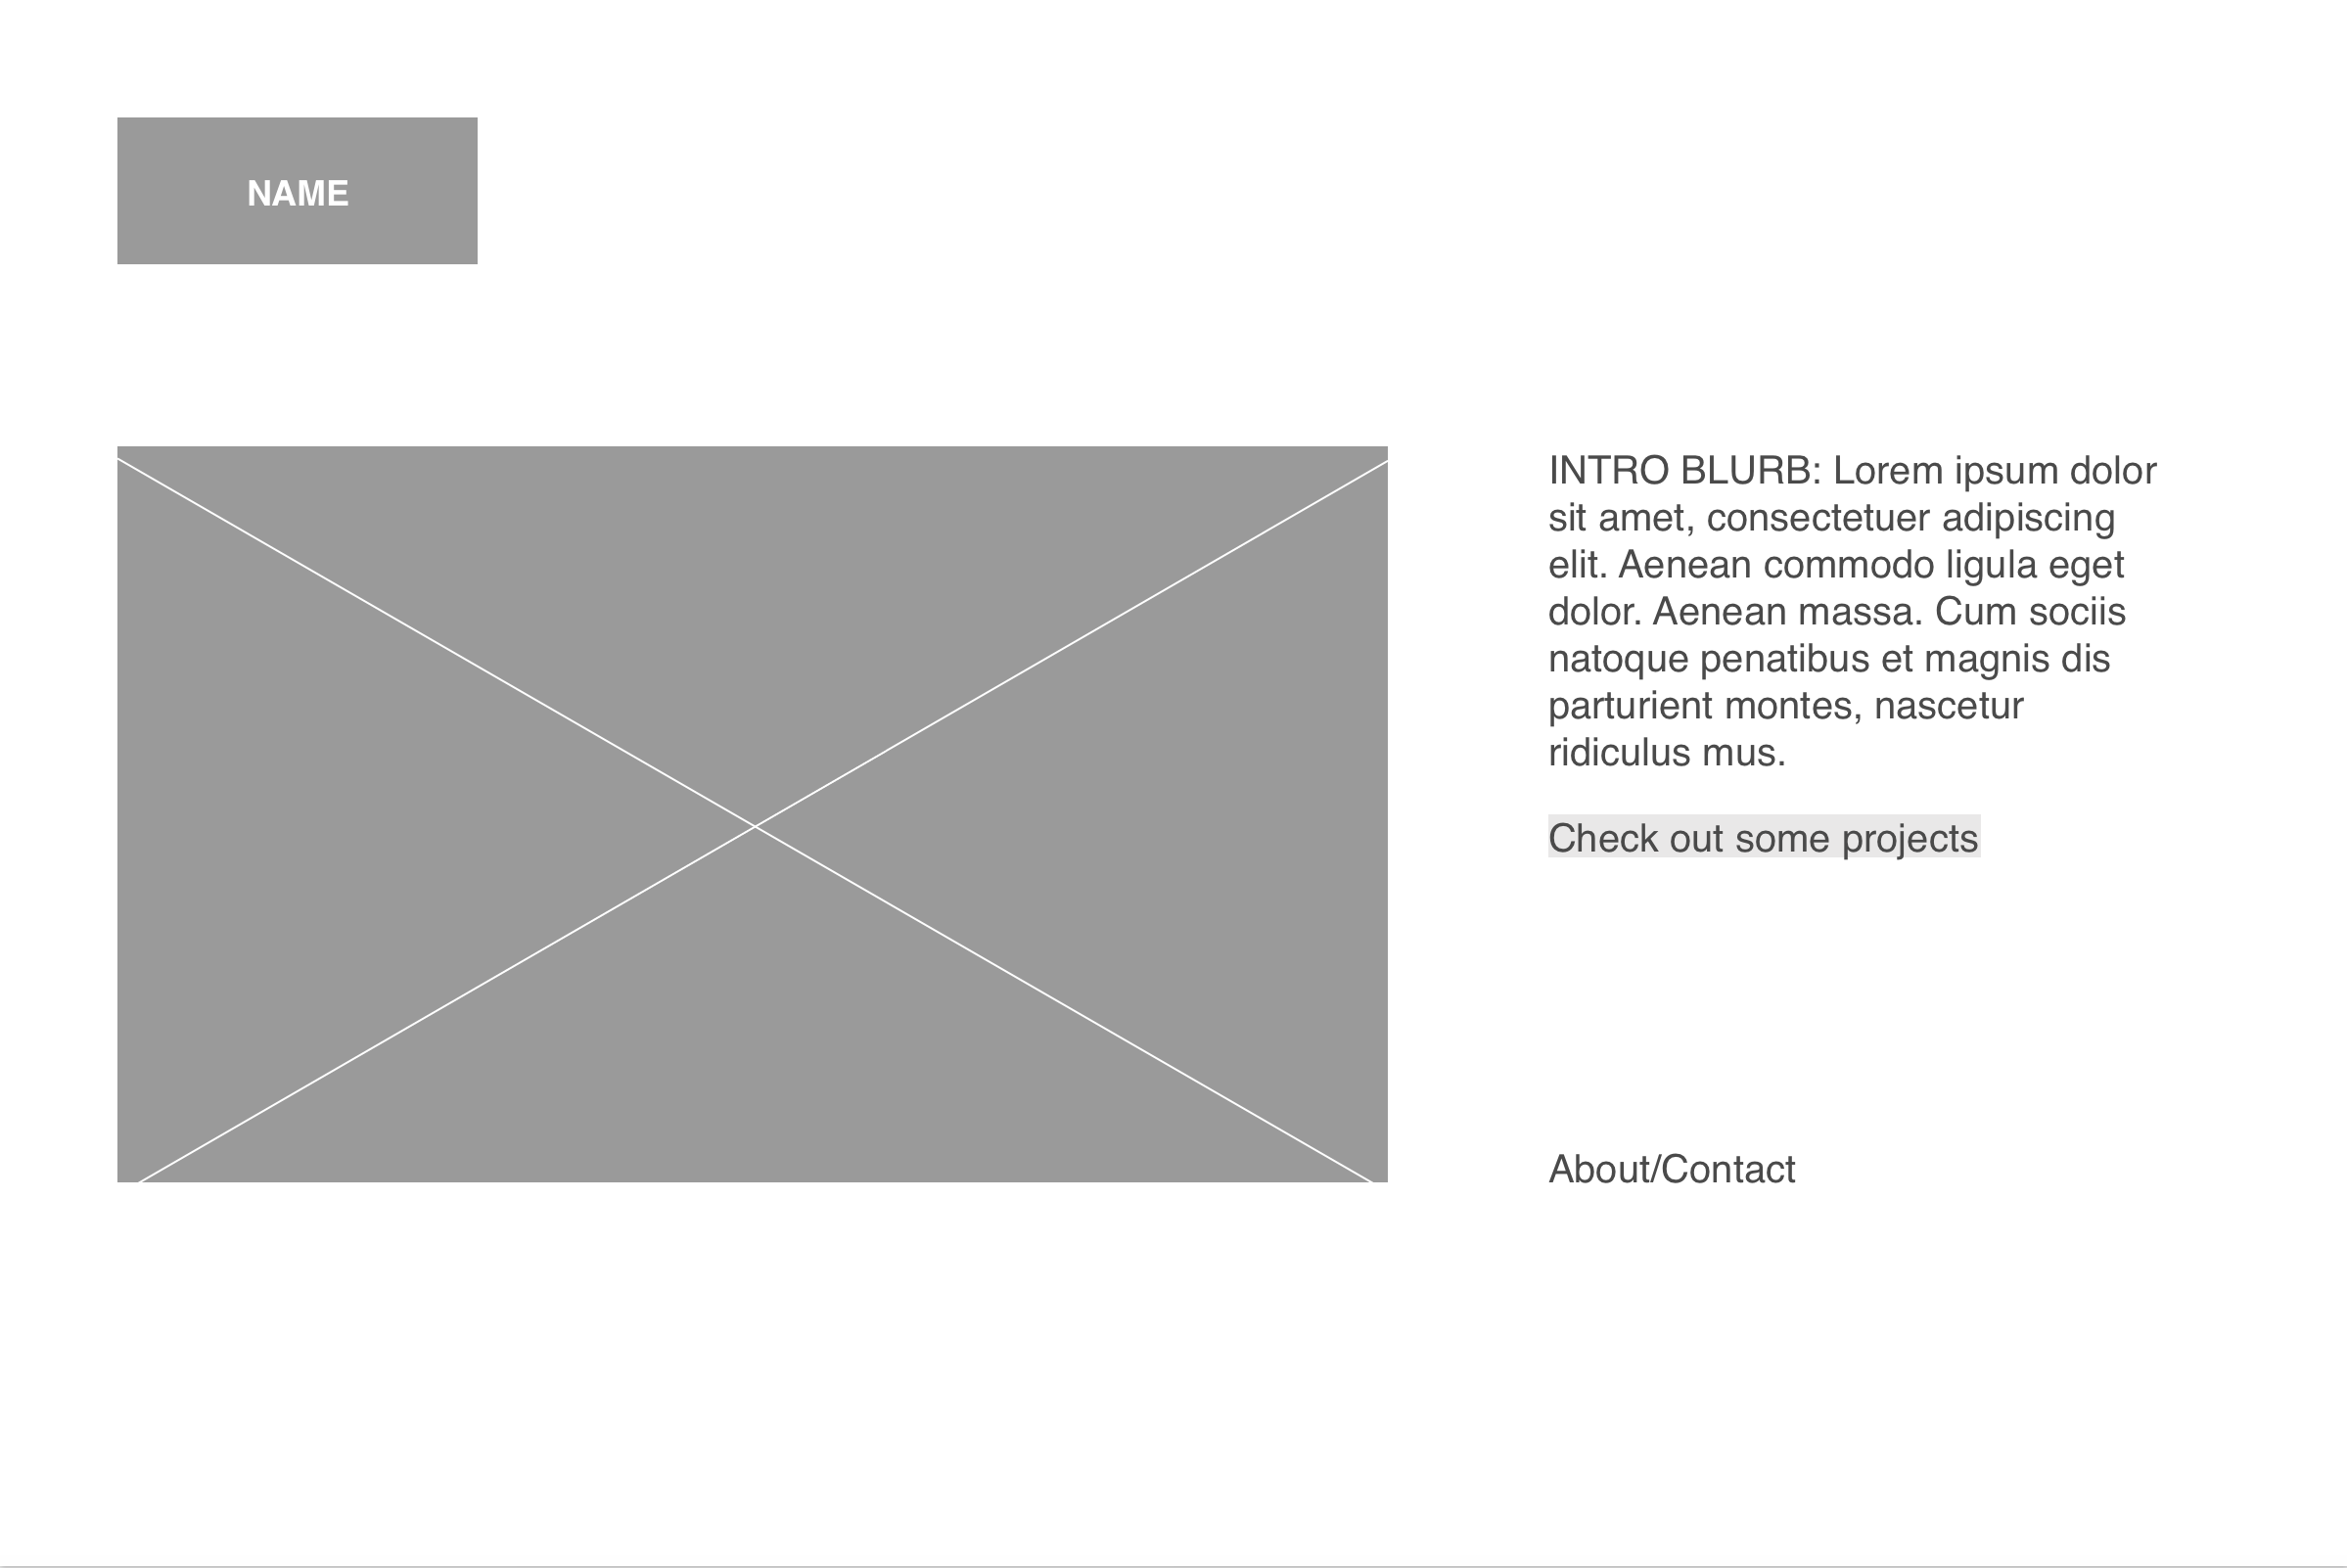 NAME
INTRO BLURB: Lorem ipsum dolor
sit amet, consectetuer adipiscing
elit. Aenean commodo ligula eget
dolor. Aenean massa. Cum sociis
natoque penatibus et magnis dis
parturient montes, nascetur
ridiculus mus.
Check out some projects
About/Contact